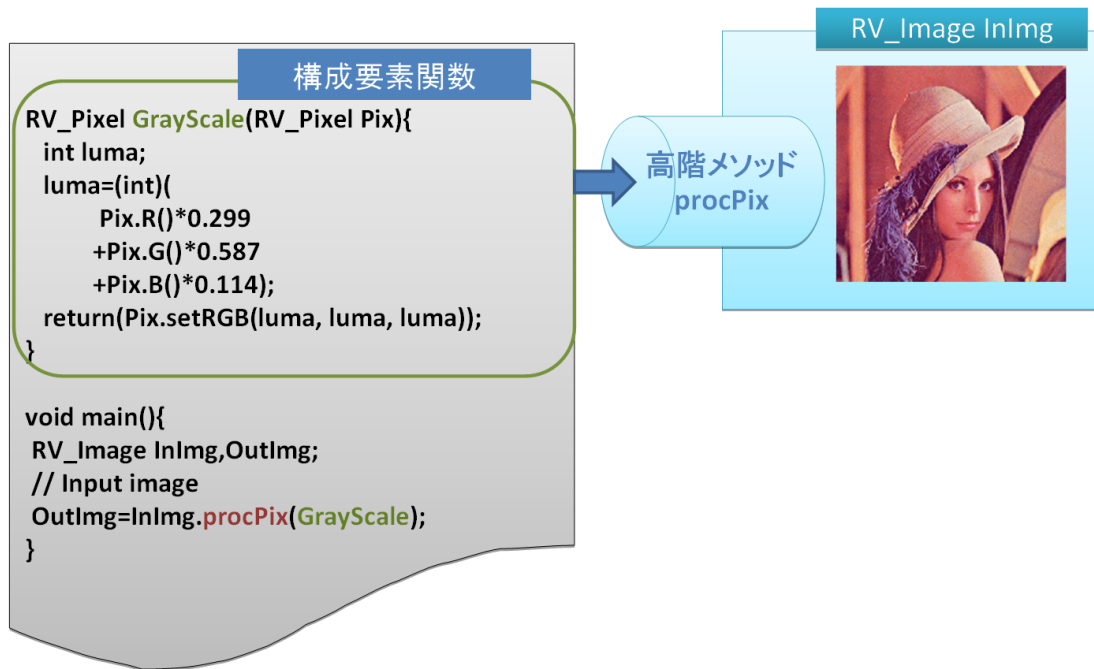 構成要素関数
RV_Pixel GrayScale(RV_Pixel Pix){
int luma;
luma=(int)(
Pix.R()*0.299
+Pix.G()*0.587
+Pix.B()*0.114);
return(Pix.setRGB(luma, luma, luma));
}
void main(){
RV_Image InImg,OutImg;
// Input image
OutImg=InImg.procPix(GrayScale);
}
高階メソッド
procPix
RV_Image InImg